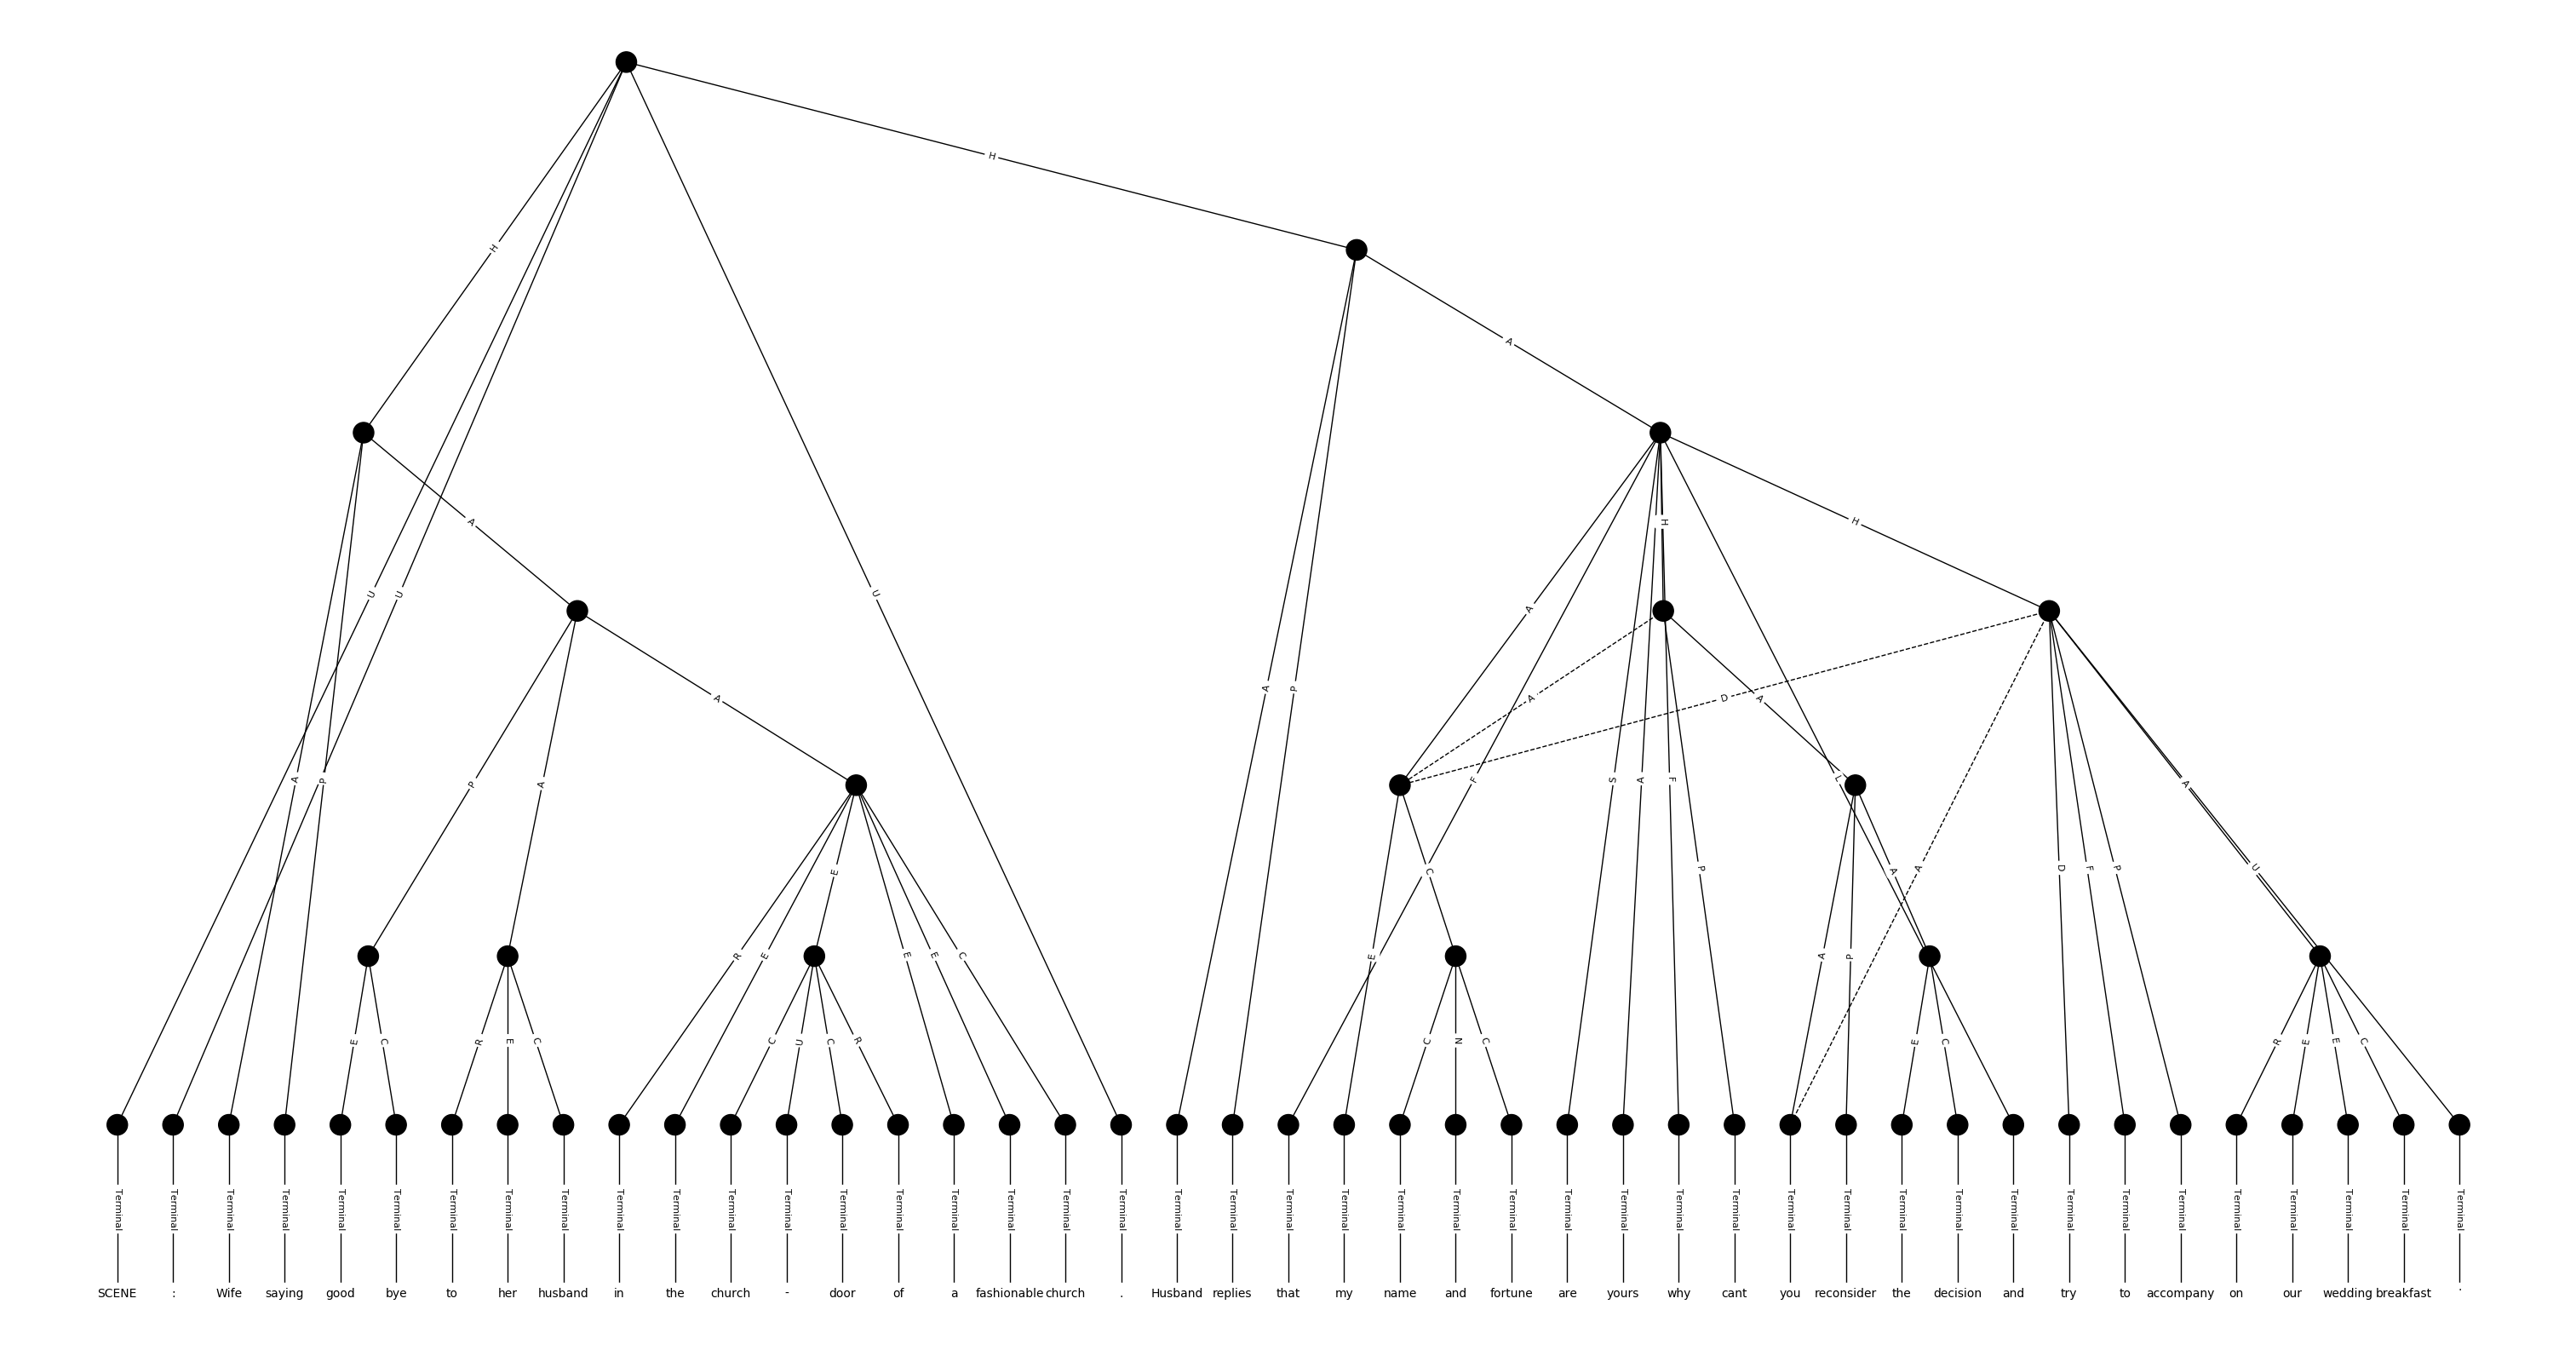 H
H
A
A
H
H
U
U
U
A
F
S
A
A
A
P
A
D
A
P
A
A
P
A
F
F
L
A
E
C
P
A
D
F
P
U
R
E
E
E
C
E
A
P
E
C
R
E
C
C
U
C
R
C
N
C
E
C
R
E
E
C
Terminal Terminal Terminal Terminal Terminal Terminal Terminal Terminal Terminal Terminal Terminal Terminal Terminal Terminal Terminal Terminal Terminal Terminal Terminal Terminal Terminal Terminal Terminal Terminal Terminal Terminal Terminal Terminal Terminal Terminal Terminal Terminal Terminal Terminal Terminal Terminal Terminal Terminal Terminal Terminal Terminal Terminal Terminal
SCENE : Wife saying good bye to her husband in the church - door of a fashionable church . Husband replies that my name and fortune are yours why cant you reconsider the decision and try to accompany on our wedding breakfast